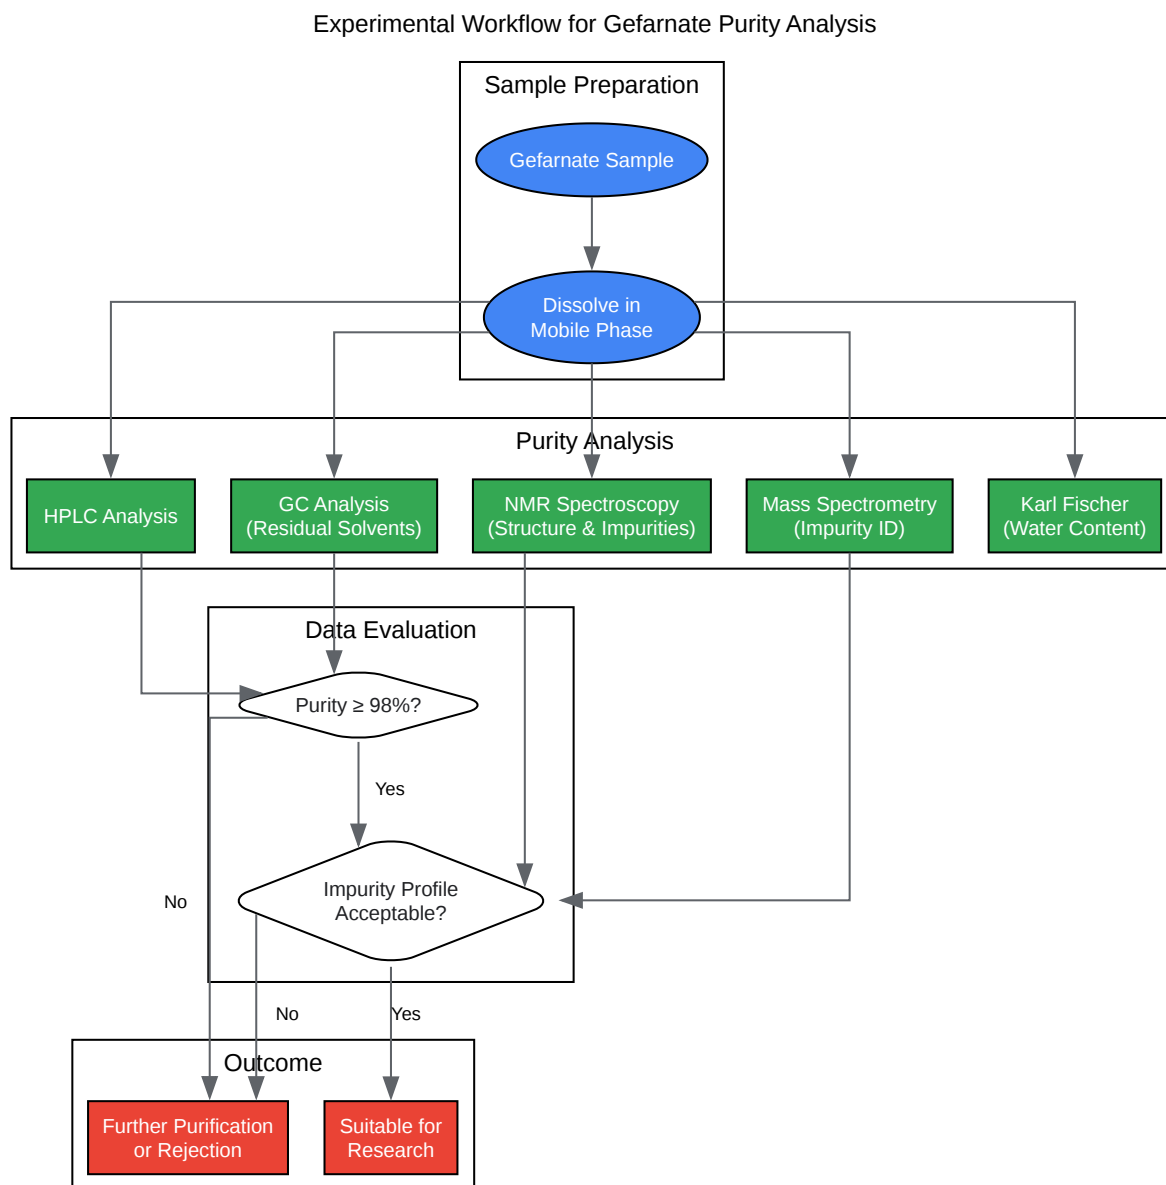 Experimental Workflow for Gefarnate Purity Analysis
Sample Preparation
Gefarnate Sample
Dissolve in
Mobile Phase
Purity Analysis
HPLC Analysis
GC Analysis
(Residual Solvents)
NMR Spectroscopy
(Structure & Impurities)
Mass Spectrometry
(Impurity ID)
Karl Fischer
(Water Content)
Data Evaluation
Purity ≥ 98%?
Yes
Impurity Profile
Acceptable?
No
No
Yes
Outcome
Further Purification
or Rejection
Suitable for
Research